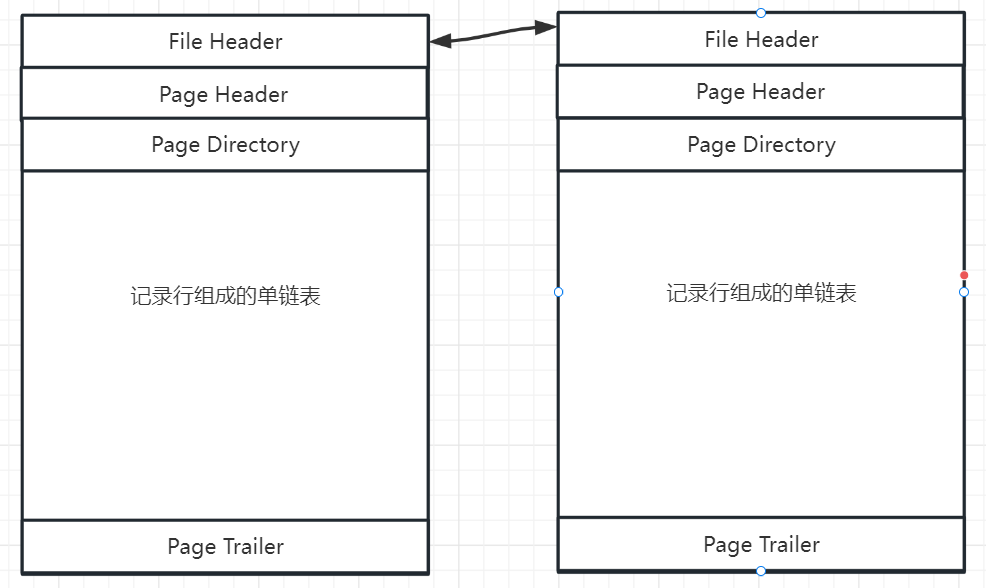 File Header
Page Header
Page Directory
记录行组成的单链表
Page Trailer
File Header
Page Header
Page Directory
记录行组成的单链表
Page Trailer